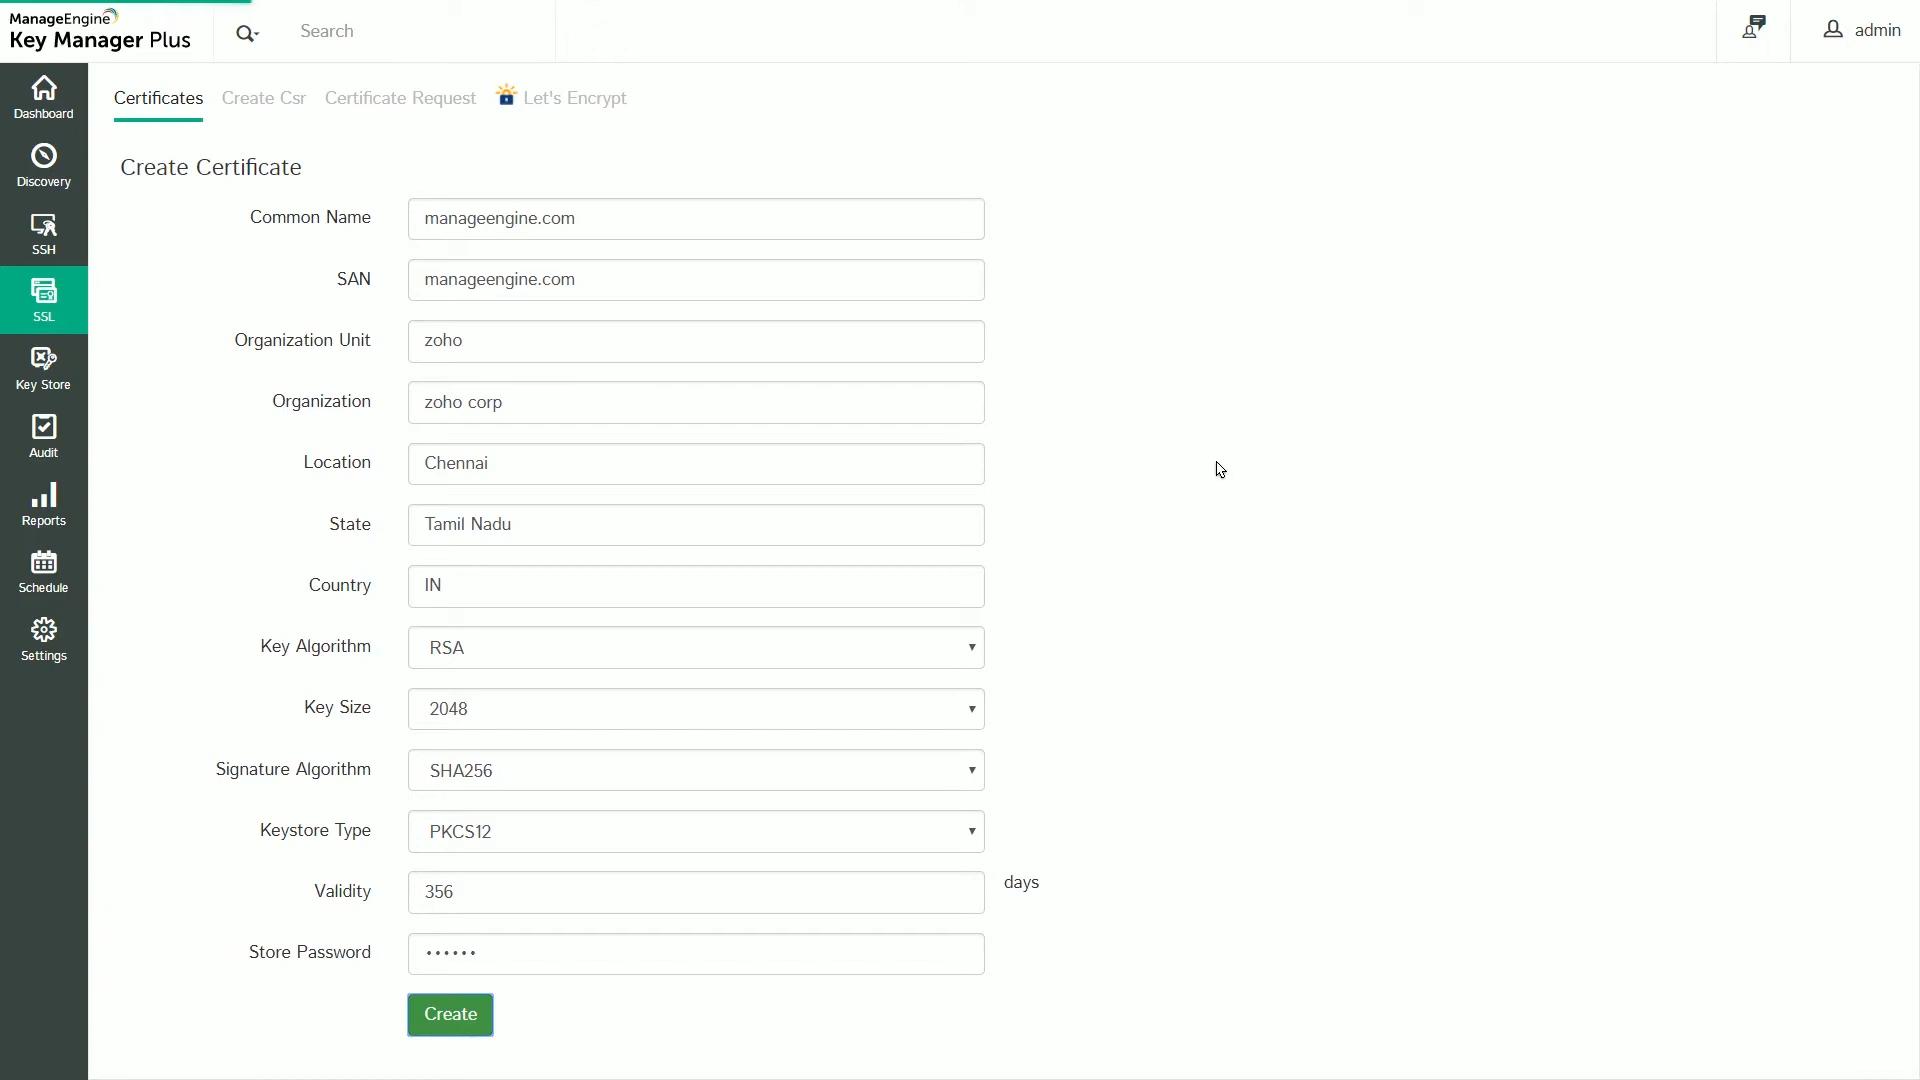 ManageEngine
Key Manager Plus
Search
admin
Dashboard
Discovery
SSH
SSL
Key Store
Audit
Reports
Schedule
Settings
Certificates Create Csr Certificate Request Let's Encrypt
Create Certificate
Common Name manageengine.com
SAN manageengine.com
Organization Unit zoho
Organization zoho corp
Location Chennai
State Tamil Nadu
Country IN
Key Algorithm RSA
Key Size 2048
Signature Algorithm SHA256
Keystore Type PKCS12
Validity 356 days
Store Password ••••••
Create